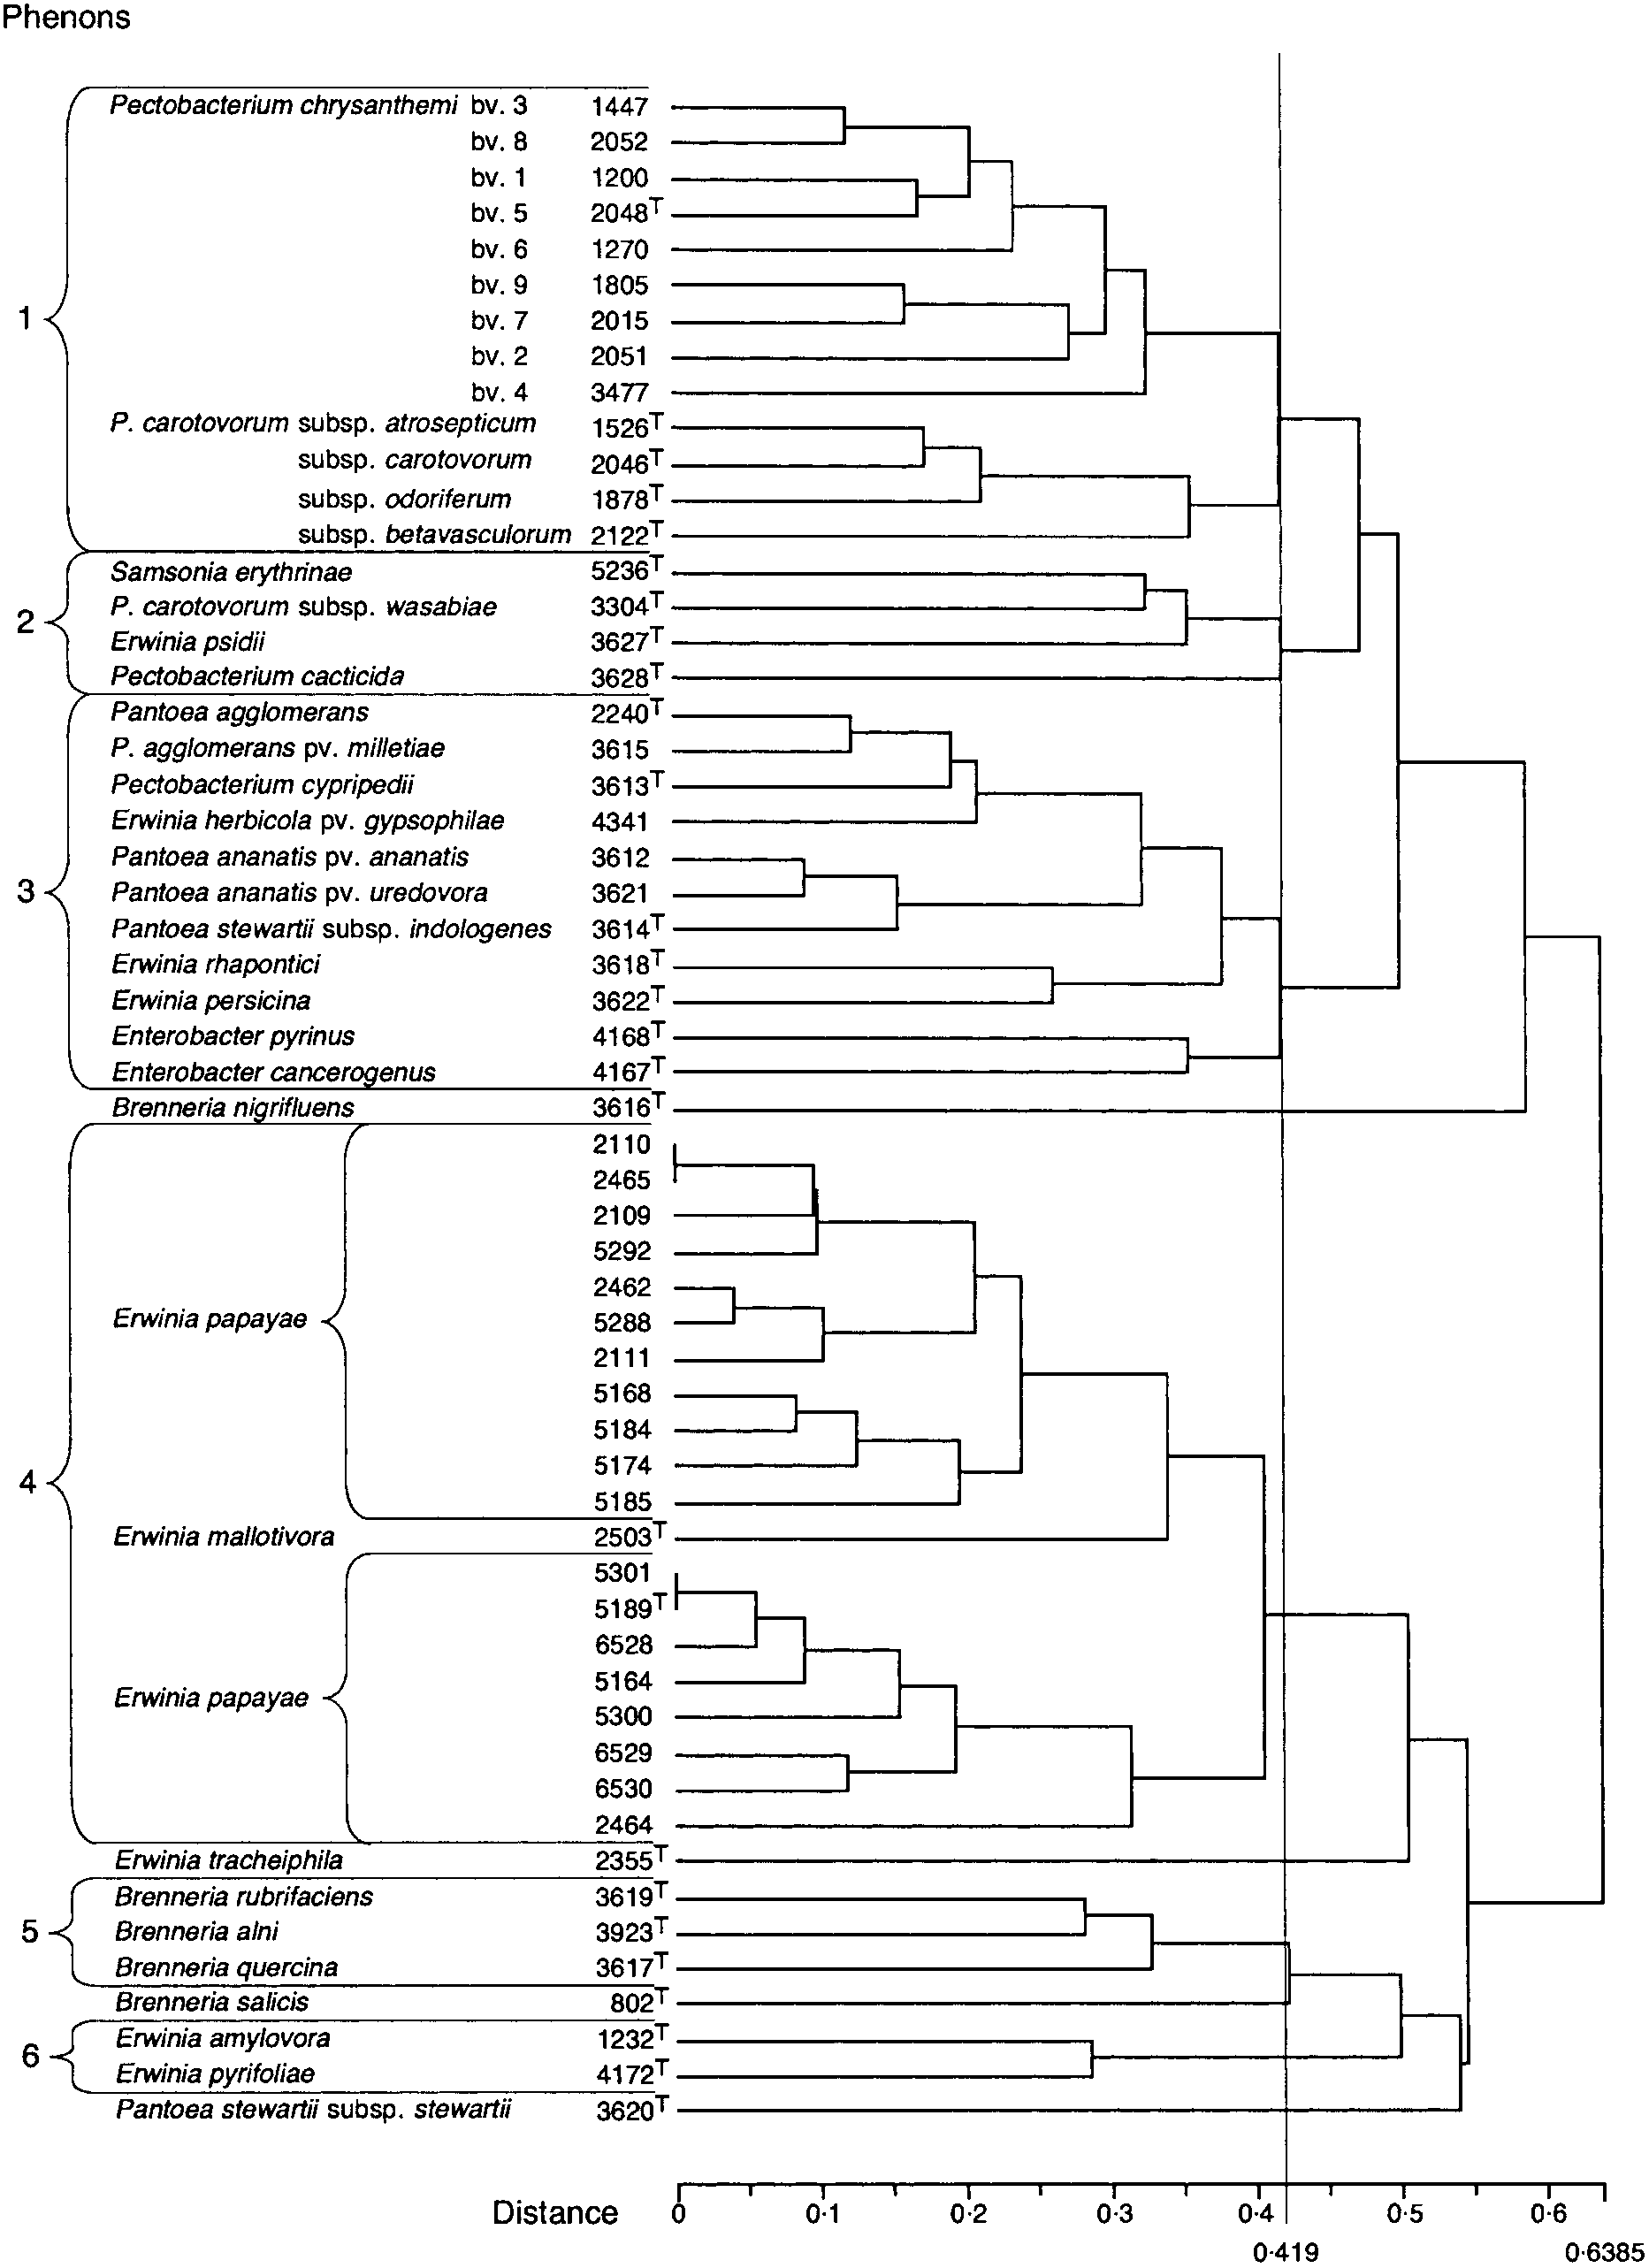 Phenons
Pectobacterium chrysanthemi bv. 3 1447
bv. 8 2052
bv. 1 1200
bv. 5 2048T
bv. 6 1270
bv. 9 1805
1
bv. 7 2015
bv. 2 2051
bv. 4 3477
P. carotovorum subsp. atrosepticum 1526T
subsp. carotovorum 2046T
subsp. odoriferum 1878T
subsp. betavasculorum 2122T
Samsonia erythrinae 5236T
P. carotovorum subsp. wasabiae 3304T
2
Erwinia psidii 3627T
Pectobacterium cacticida 3628T
Pantoea agglomerans 2240T
P. agglomerans pv. milletiae 3615
Pectobacterium cypripedii 3613T
Erwinia herbicola pv. gypsophilae 4341
Pantoea ananatis pv. ananatis 3612
3 Pantoea ananatis pv. uredovora 3621
Pantoea stewartii subsp. indologenes 3614T
Erwinia rhapontici 3618T
Erwinia persicina 3622T
Enterobacter pyrinus 4168T
Enterobacter cancerogenus 4167T
Brenneria nigrifluens 3616T
2110
2465
2109
5292
2462
Erwinia papayae 5288
2111
5168
5184
5174
4
5185
Erwinia mallotivora 2503T
5301
5189T
6528
5164
Erwinia papayae
5300
6529
6530
2464
Erwinia tracheiphila 2355T
Brenneria rubrifaciens 3619T
5 Brenneria alni 3923T
Brenneria quercina 3617T
Brenneria salicis 802T
Erwinia amylovora 1232T
6
Erwinia pyrifoliae 4172T
Pantoea stewartii subsp. stewartii 3620T
Distance 0 0·1 0·2 0·3 0·4 0·5 0·6
0·419 0·6385